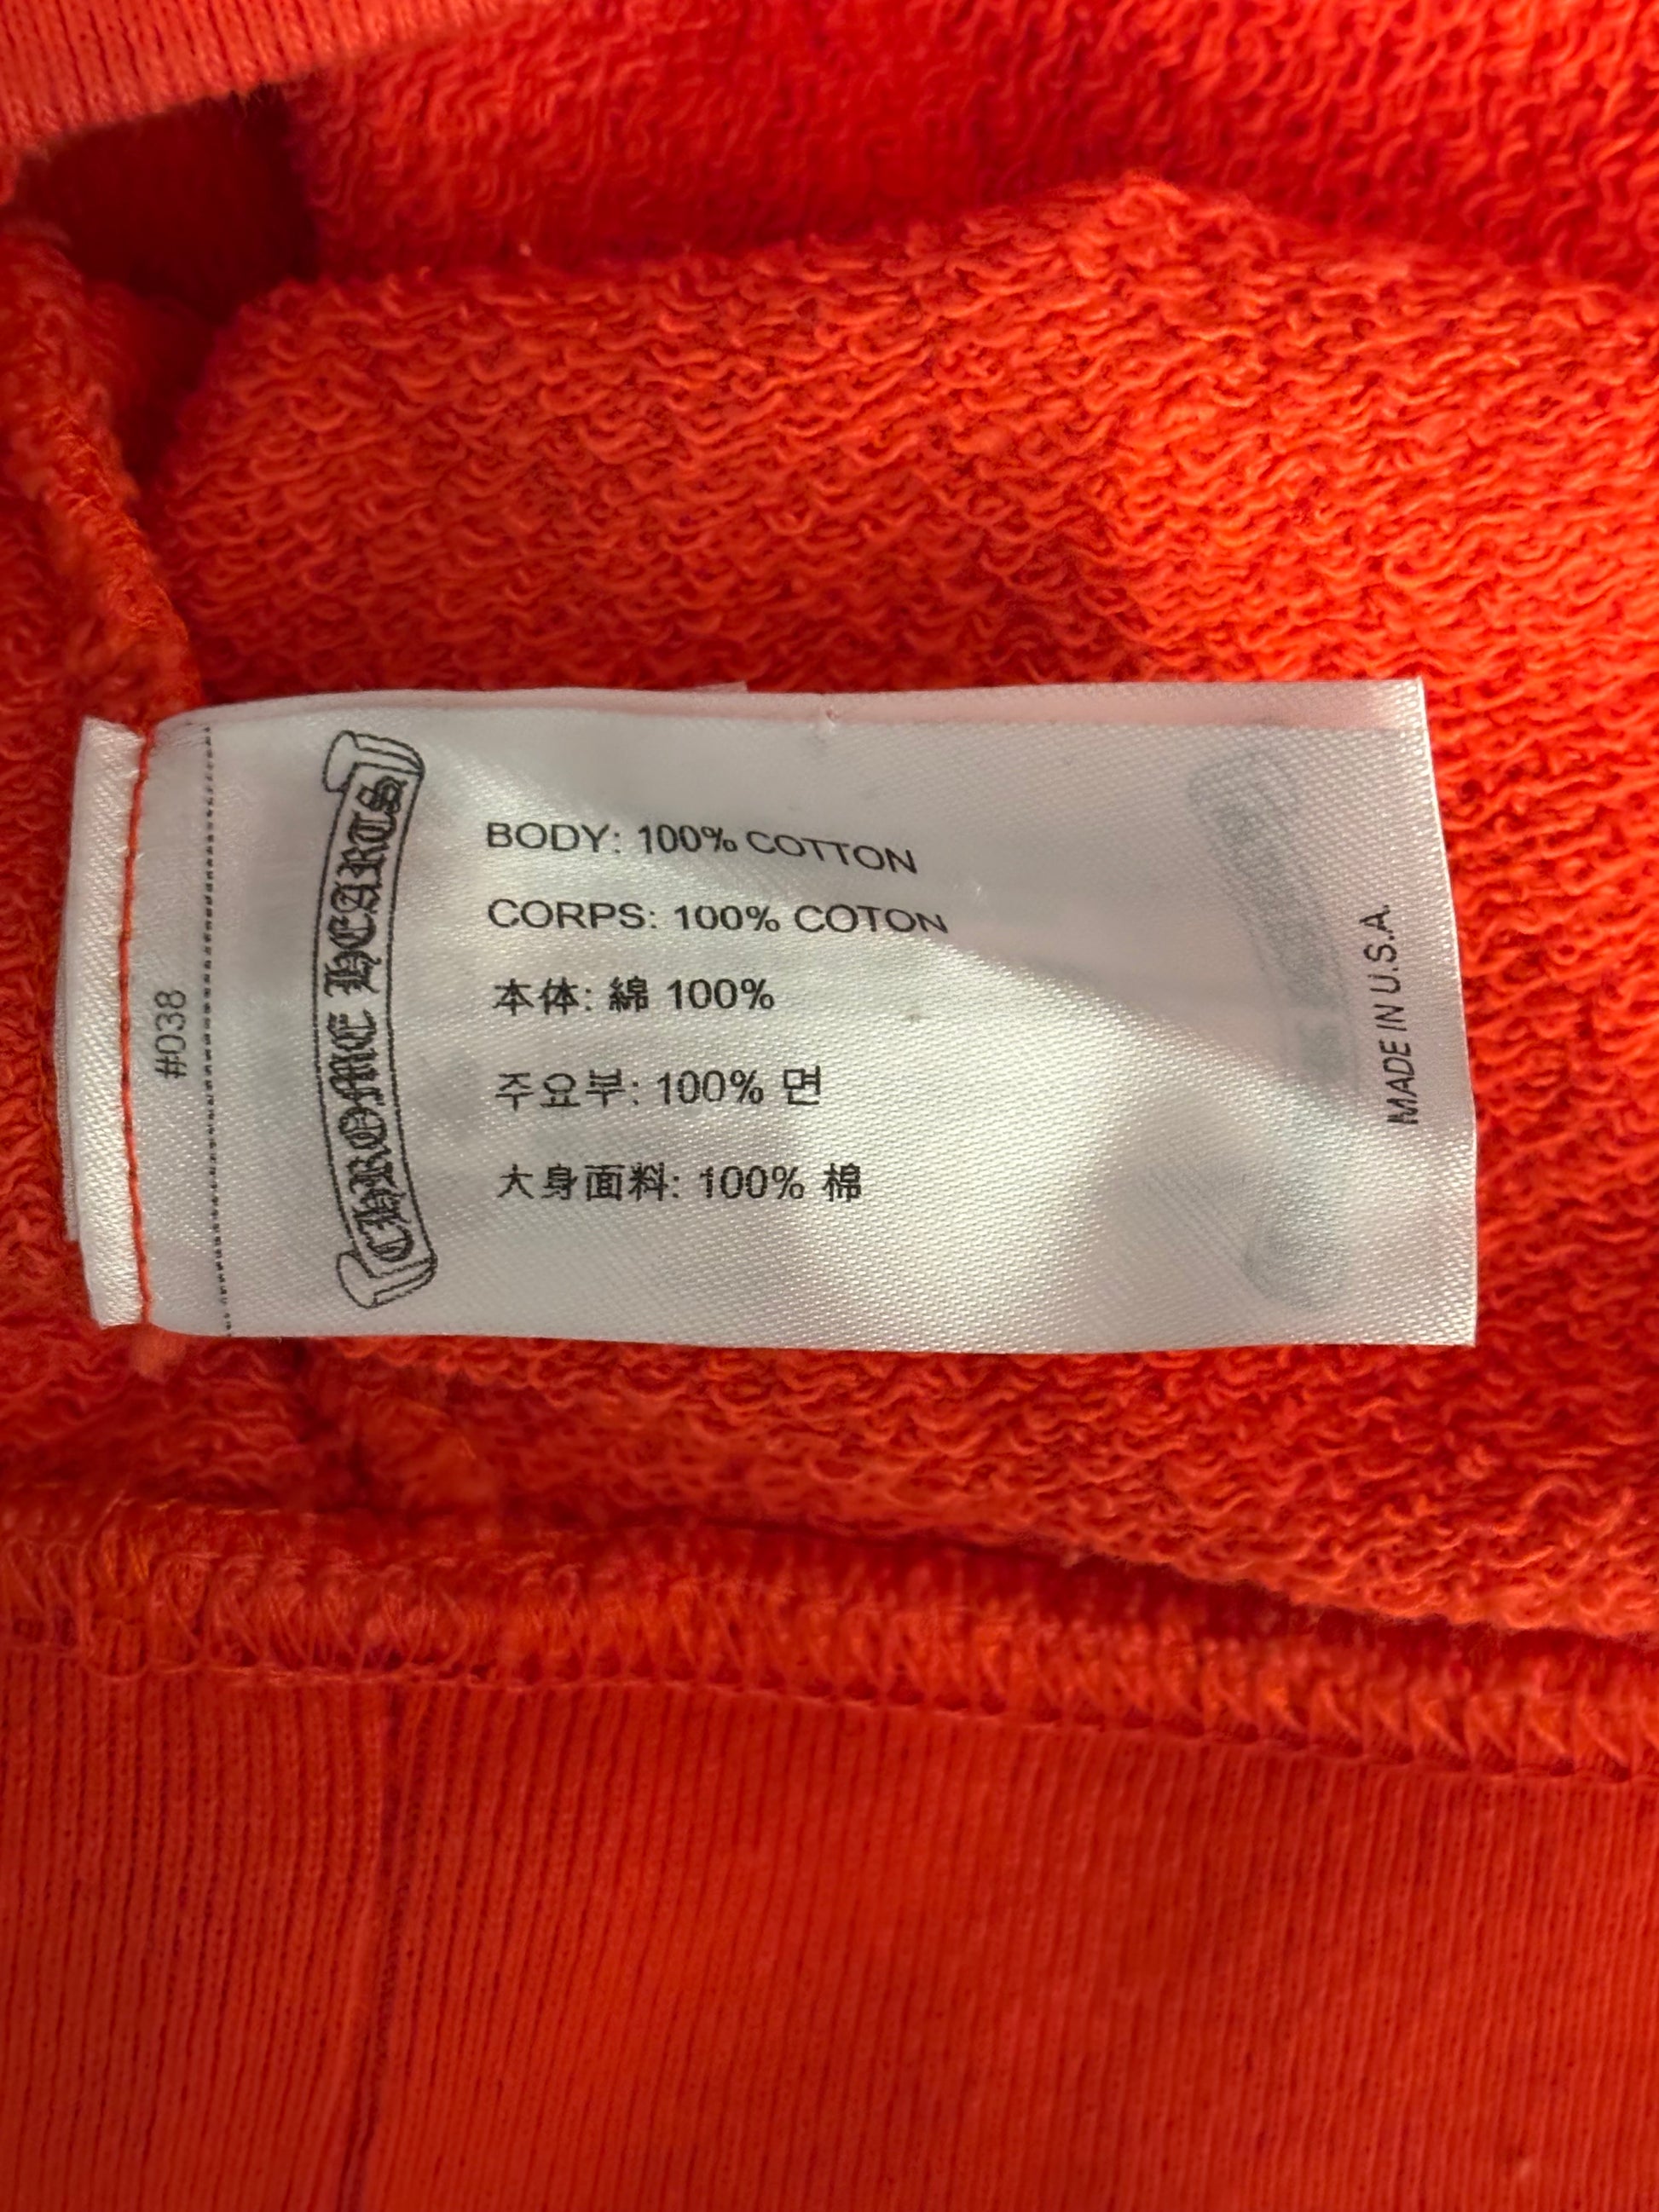 #038
CHROME HEARTS
BODY: 100% COTTON
CORPS: 100% COTON
本体: 綿 100%
주요부: 100% 면
大身面料: 100% 棉
MADE IN U.S.A.